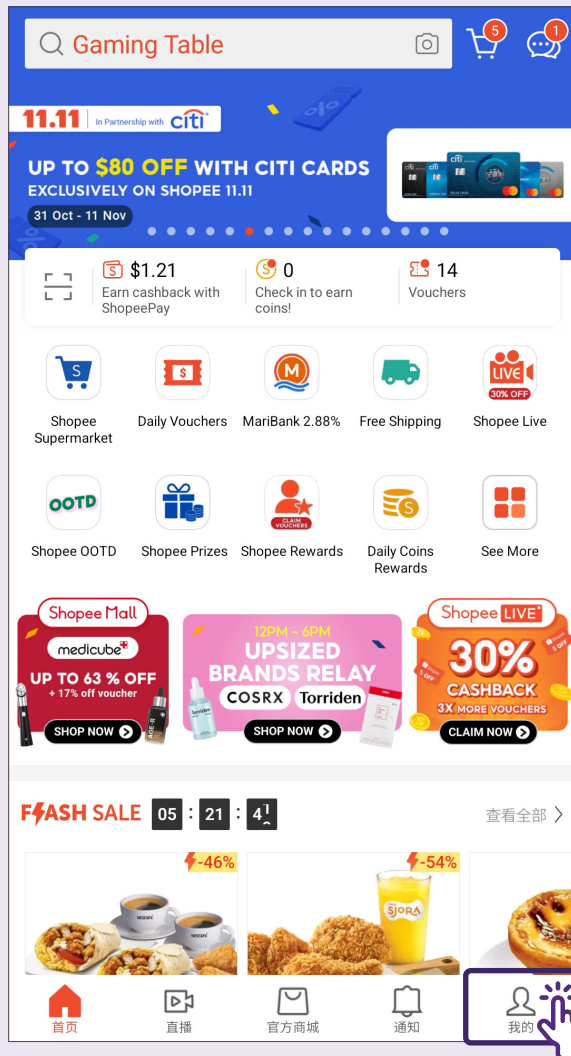 Gaming Table
5
1
11.11 In Partnership with citi
UP TO $80 OFF WITH CITI CARDS
EXCLUSIVELY ON SHOPEE 11.11
31 Oct - 11 Nov
$1.21
Earn cashback with
ShopeePay
0
Check in to earn
coins!
14
Vouchers
LIVE
30% OFF
Shopee
Supermarket
Daily Vouchers
MariBank 2.88%
Free Shipping
Shopee Live
OOTD
CLAIM
VOUCHERS
Shopee OOTD
Shopee Prizes
Shopee Rewards
Daily Coins
Rewards
See More
Shopee Mall
medicube
UP TO 63 % OFF
+ 17% off voucher
SHOP NOW
AGE-R
12PM – 6PM
UPSIZED
BRANDS RELAY
COSRX Torriden
SHOP NOW
Shopee LIVE
30%
CASHBACK
3X MORE VOUCHERS
CLAIM NOW
FLASH SALE 05 : 21 :
查看全部
-46%
-54%
NESCAFÉ
SJORA
首页
直播
官方商城
通知
我的